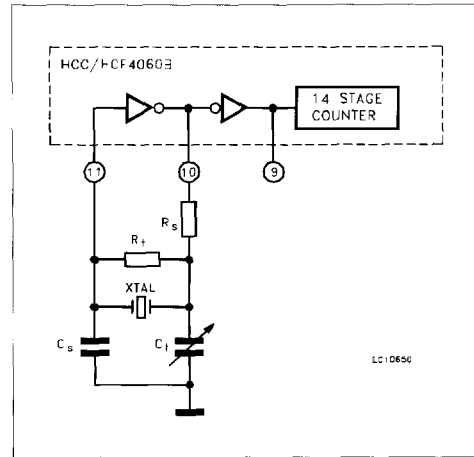 HCC/HCF4060B
14 STAGE
COUNTER
11
10
9
Rs
Rt
XTAL
Cs
Ct
LC10650